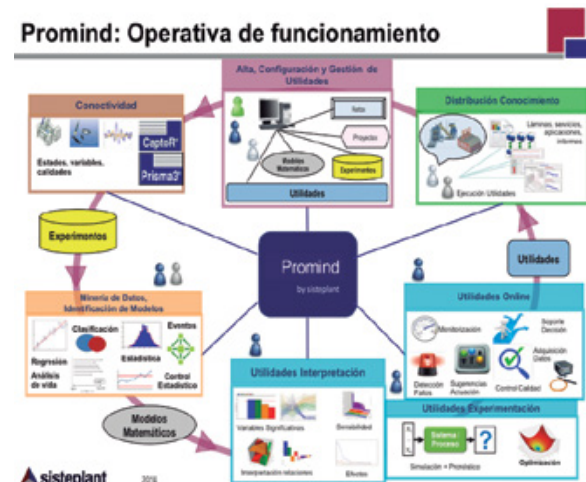 Promind: Operativa de funcionamiento
Alta, Configuración y Gestión de
Utilidades
Retos
Proyecto
Modelos
Matemáticos
Experimentos
Utilidades
Conectividad
Captor
Prisma3
Estados, variables,
calidades
Distribución Conocimiento
Láminas, servicios,
aplicaciones,
informes
Ejecución Utilidades
Experimentos
Promind
by sisteplant
Utilidades
Minería de Datos,
Identificación de Modelos
Clasificación
Eventos
Regresión
Estadística
Análisis
de vida
Control
Estadístico
Modelos
Matemáticos
Utilidades Interpretación
Variables Significativas
Sensibilidad
Interpretación relaciones
Efectos
Utilidades Online
Monitorización
Soporte
Decisión
Adquisición
Datos
Detección
Fallos
Sugerencias
Actuación
Control Calidad
Utilidades Experimentación
Sistema /
Proceso
?
Simulación + Pronóstico
Optimización
sisteplant